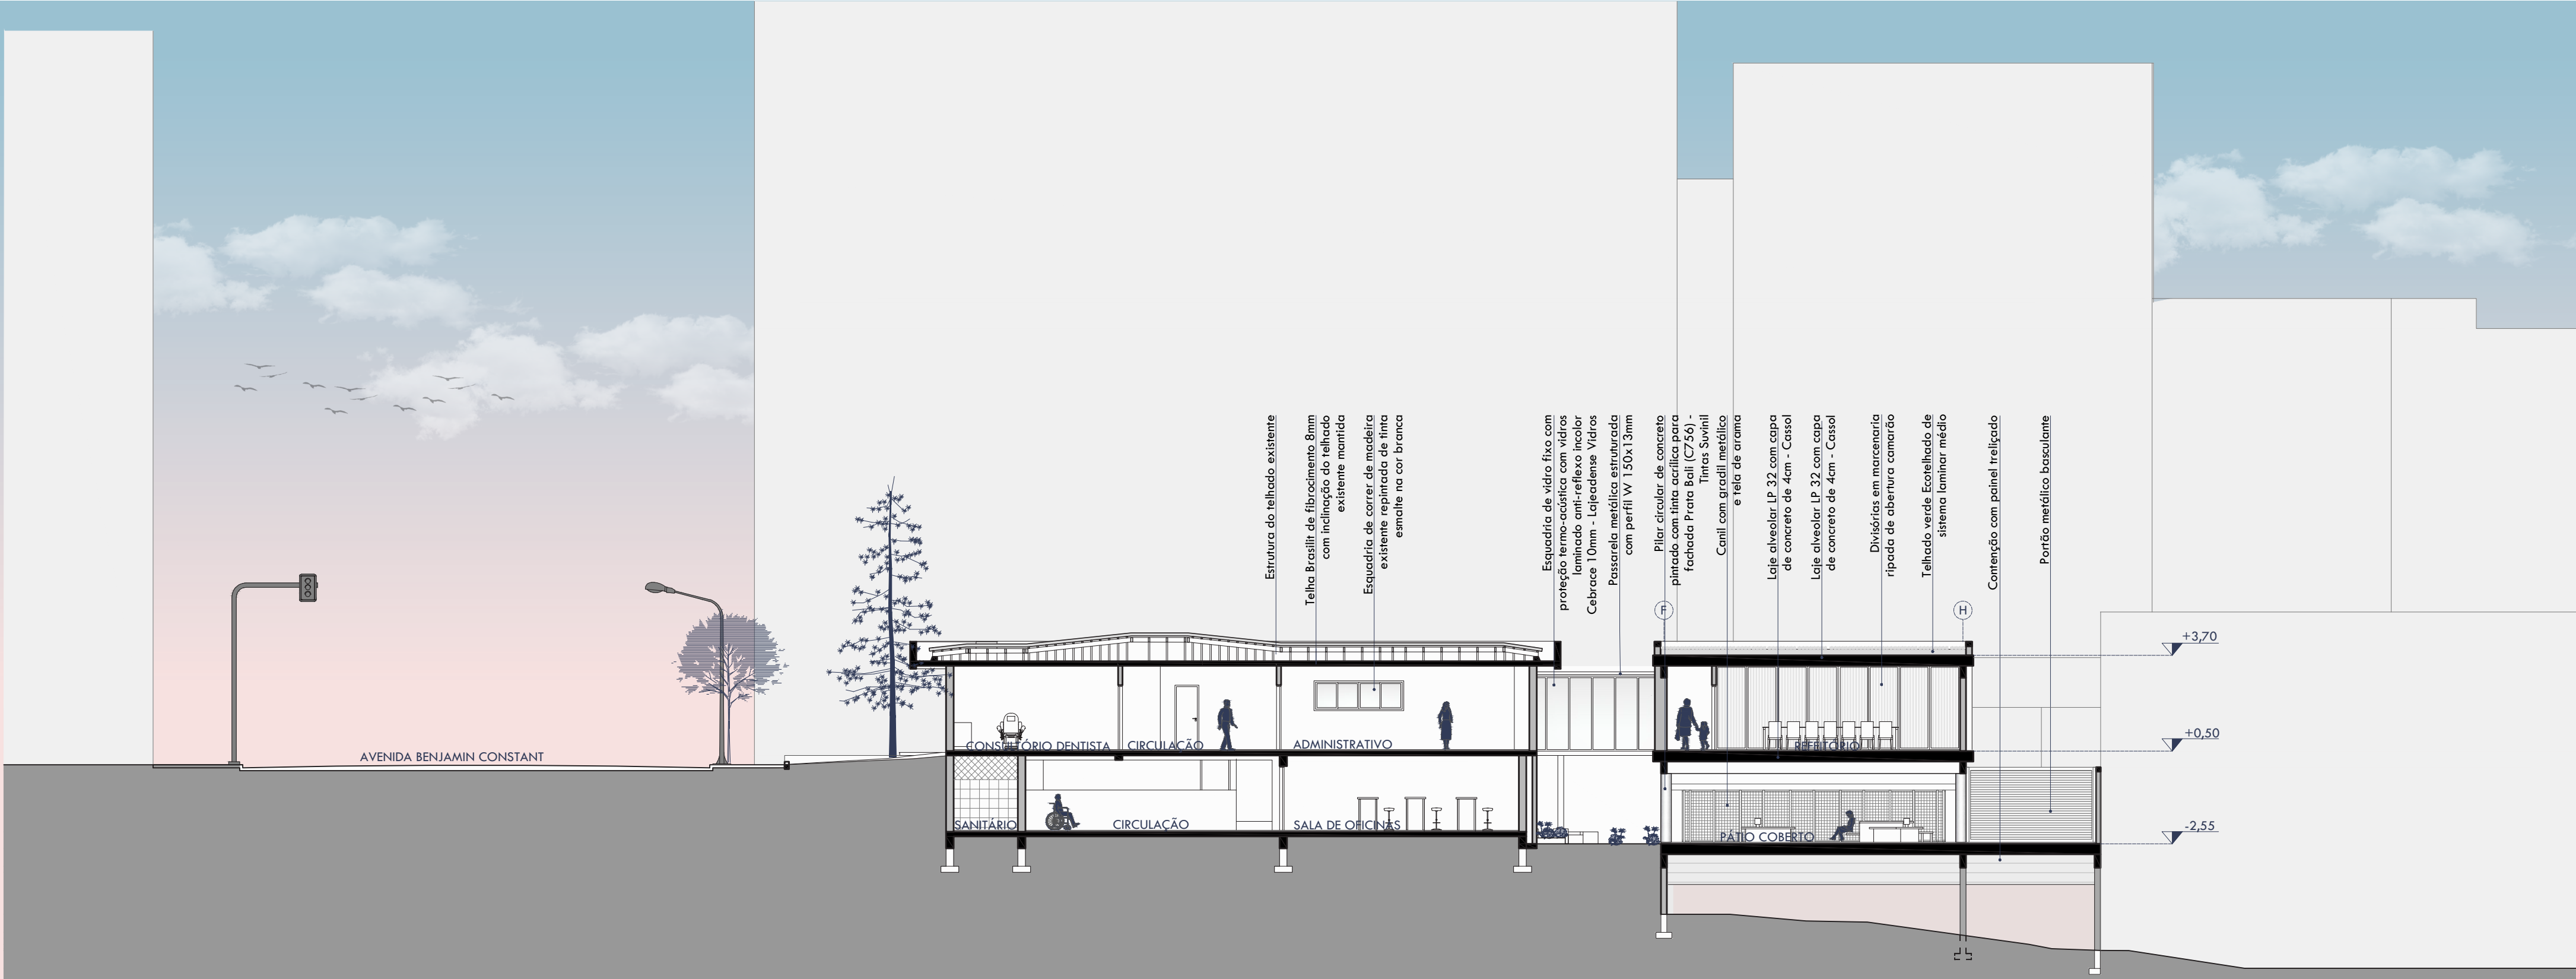 Estrutura do telhado existente
Telha Brasilit de fibrocimento 8mm
com inclinação do telhado
existente mantida
Esquadria de correr de madeira
existente repintada de tinta
esmalte na cor branca
Esquadria de vidro fixo com
proteção termo-acústica com vidros
laminado anti-reflexo incolor
Cebrace 10mm - Lajeadense Vidros
Passarela metálica estruturada
com perfil W 150x13mm
Pilar circular de concreto
pintado com tinta acrílica para
fachada Prata Bali (C756) -
Tintas Suvinil
Canil com gradil metálico
e tela de arame
Laje alveolar LP 32 com capa
de concreto de 4cm - Cassol
Laje alveolar LP 32 com capa
de concreto de 4cm - Cassol
Divisórias em marcenaria
ripada de abertura camarão
Telhado verde Ecotelhado de
sistema laminar médio
Contenção com painel treliçado
Portão metálico basculante
F
H
+3,70
+0,50
-2,55
AVENIDA BENJAMIN CONSTANT
CONSULTÓRIO DENTISTA
CIRCULAÇÃO
ADMINISTRATIVO
REFEITÓRIO
SANITÁRIO
CIRCULAÇÃO
SALA DE OFICINAS
PÁTIO COBERTO